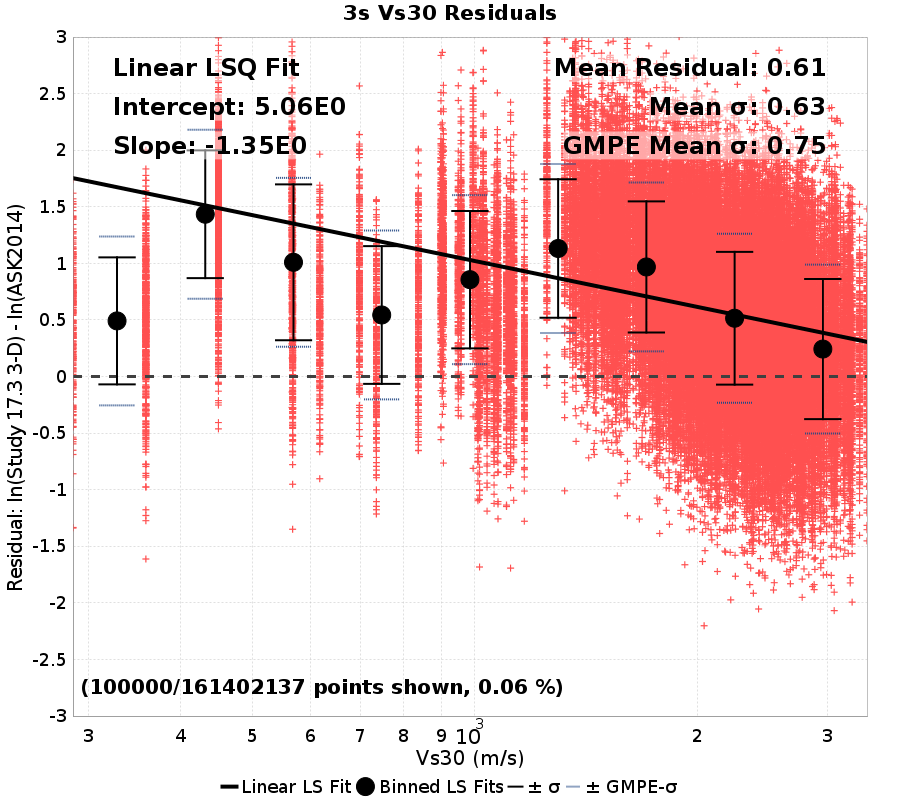 3s Vs30 Residuals
Linear LSQ Fit
Intercept: 5.06E0
Slope: -1.35E0
Mean Residual: 0.61
Mean σ: 0.63
GMPE Mean σ: 0.75
Residual: ln(Study 17.3 3-D) - ln(ASK2014)
3
2.5
2
1.5
1
0.5
0
-0.5
-1
-1.5
-2
-2.5
-3
(100000/161402137 points shown, 0.06 %)
3 4 5 6 7 8 9 10³ 2 3
Vs30 (m/s)
Linear LS Fit Binned LS Fits ± σ ± GMPE-σ